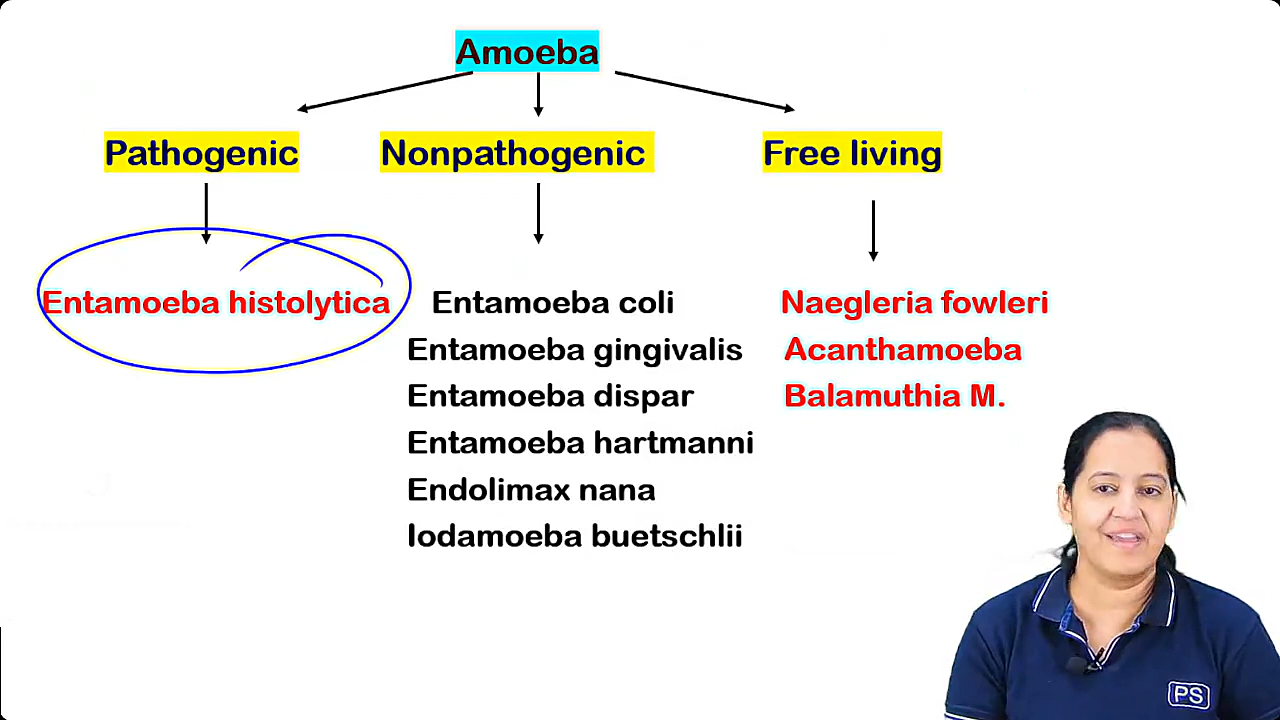 Amoeba
Pathogenic
Nonpathogenic
Free living
Entamoeba histolytica
Entamoeba coli
Entamoeba gingivalis
Entamoeba dispar
Entamoeba hartmanni
Endolimax nana
Iodamoeba buetschlii
Naegleria fowleri
Acanthamoeba
Balamuthia M.
PS